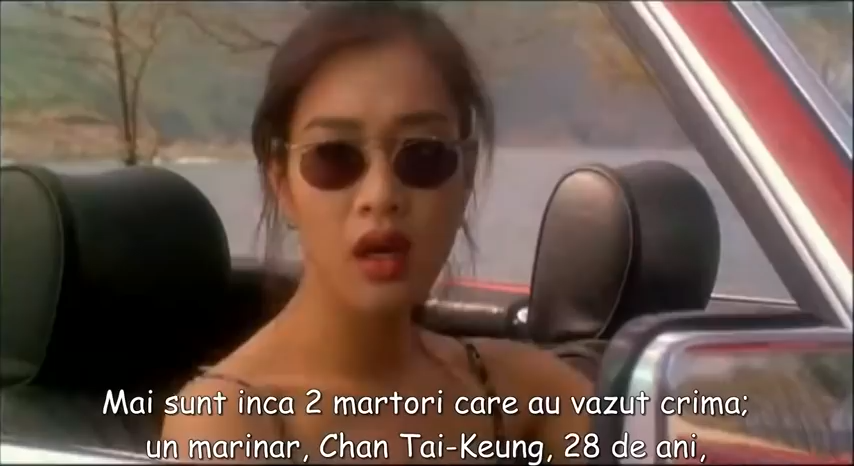 Mai sunt inca 2 martori care au vazut crima;
un marinar, Chan Tai-Keung, 28 de ani,